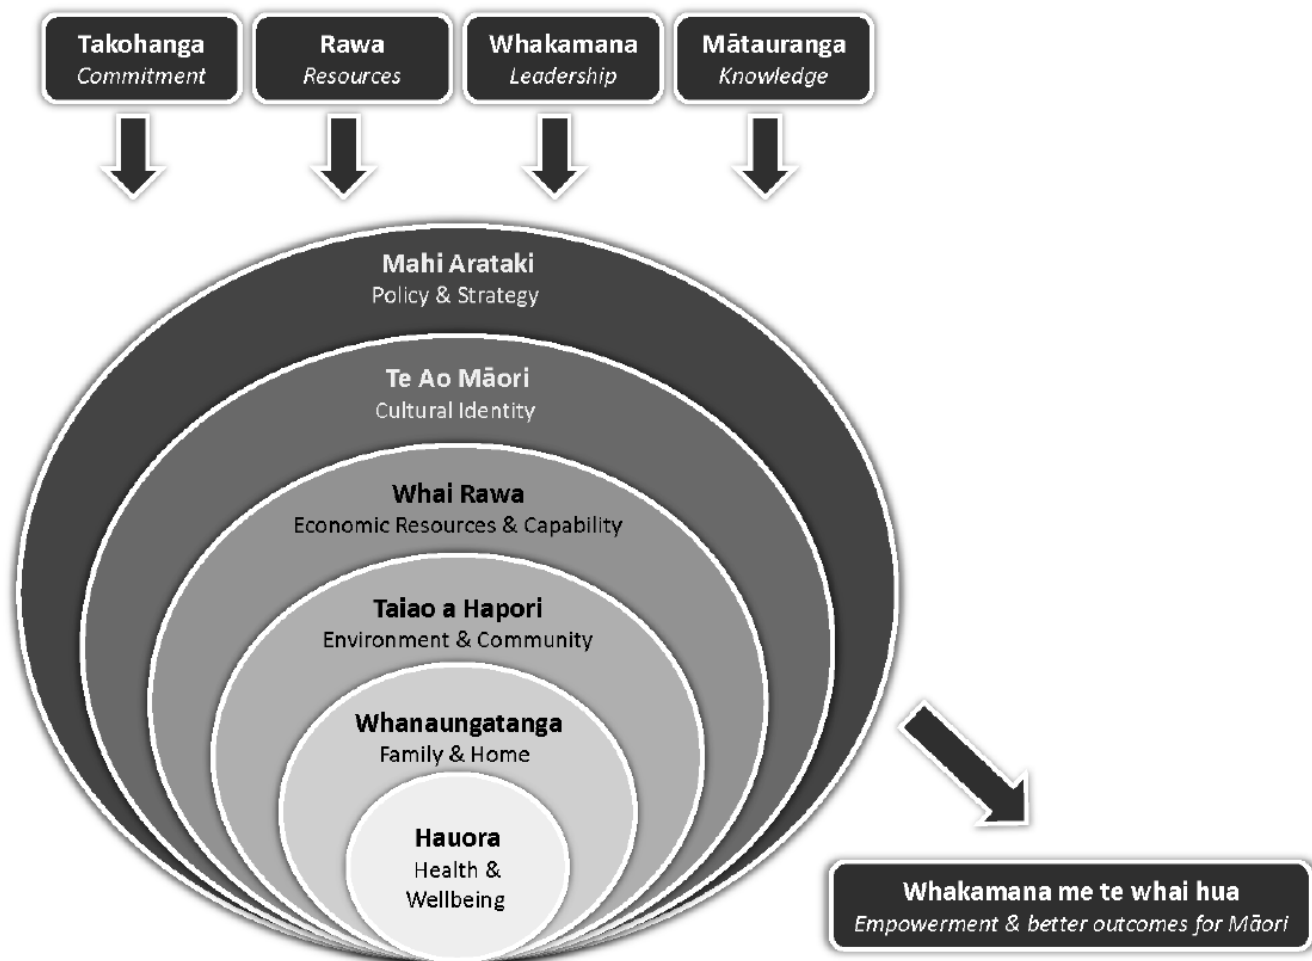 Takohanga
Commitment
Rawa
Resources
Whakamana
Leadership
Mātauranga
Knowledge
Mahi Arataki
Policy & Strategy
Te Ao Māori
Cultural Identity
Whai Rawa
Economic Resources & Capability
Taiao a Hapori
Environment & Community
Whanaungatanga
Family & Home
Hauora
Health &
Wellbeing
Whakamana me te whai hua
Empowerment & better outcomes for Māori